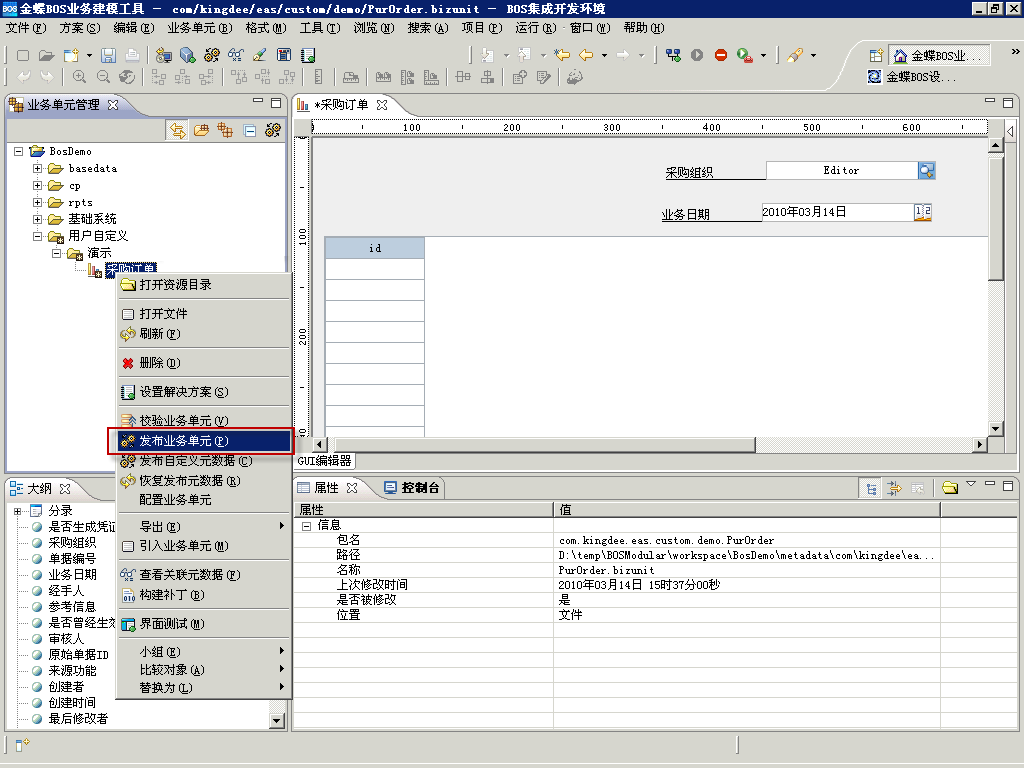 金蝶BOS业务建模工具 － com/kingdee/eas/custom/demo/PurOrder.bizunit － BOS集成开发环境
文件(F) 方案(S) 编辑(E) 业务单元(B) 格式(M) 工具(T) 浏览(N) 搜索(A) 项目(P) 运行(R) 窗口(W) 帮助(H)
金蝶BOS业...
金蝶BOS设...
业务单元管理
*采购订单
0 100 200 300 400 500 600
BosDemo
basedata
cp
rpts
基础系统
用户自定义
演示
采购订单
100
200
采购组织 Editor
业务日期 2010年03月14日
id
打开资源目录
打开文件
刷新(F)
删除(D)
设置解决方案(S)
校验业务单元(V)
发布业务单元(P)
发布自定义元数据(C)
恢复发布元数据(R)
配置业务单元
导出(E)
引入业务单元(M)
查看关联元数据(F)
构建补丁(B)
界面测试(M)
小组(E)
比较对象(A)
替换为(L)
GUI编辑器
大纲
分录
是否生成凭证
采购组织
单据编号
业务日期
经手人
参考信息
是否曾经生效
审核人
原始单据ID
来源功能
创建者
创建时间
最后修改者
属性 控制台
属性 值
信息
包名 com.kingdee.eas.custom.demo.PurOrder
路径 D:\temp\BOSModular\workspace\BosDemo\metadata\com\kingdee\ea...
名称 PurOrder.bizunit
上次修改时间 2010年03月14日 15时37分00秒
是否被修改 是
位置 文件